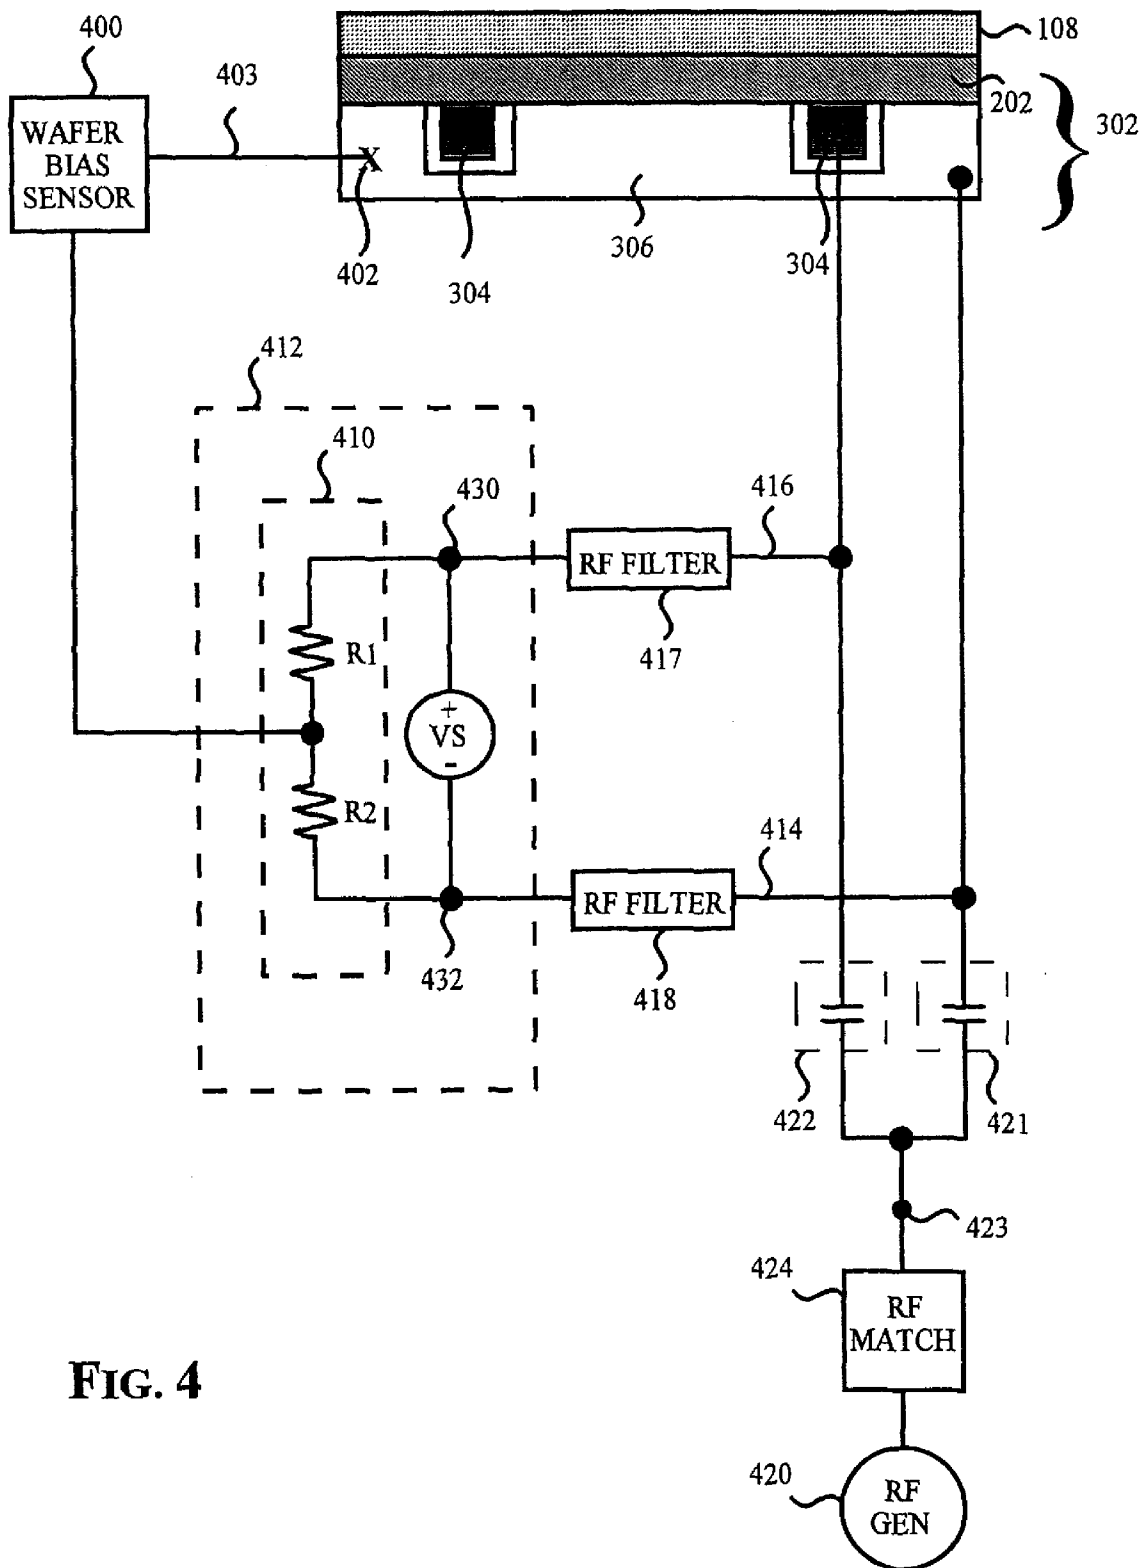 400
108
403
202
302
WAFER
BIAS
SENSOR
X
402
304
306
304
412
410
430
416
RF FILTER
417
R1
+
VS
-
R2
414
RF FILTER
432
418
422
421
423
424
RF
MATCH
FIG. 4
420
RF
GEN